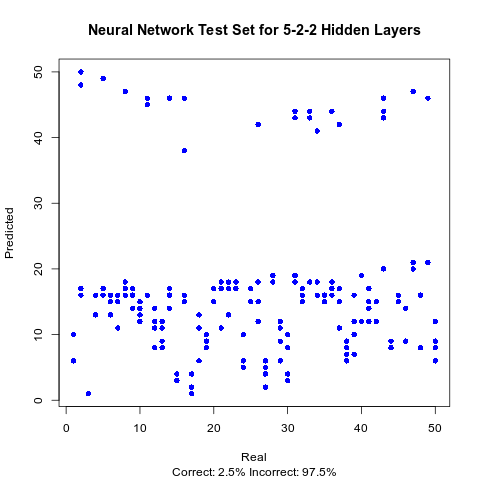 Neural Network Test Set for 5-2-2 Hidden Layers
Predicted
50
40
30
20
10
0
0 10 20 30 40 50
Real
Correct: 2.5% Incorrect: 97.5%